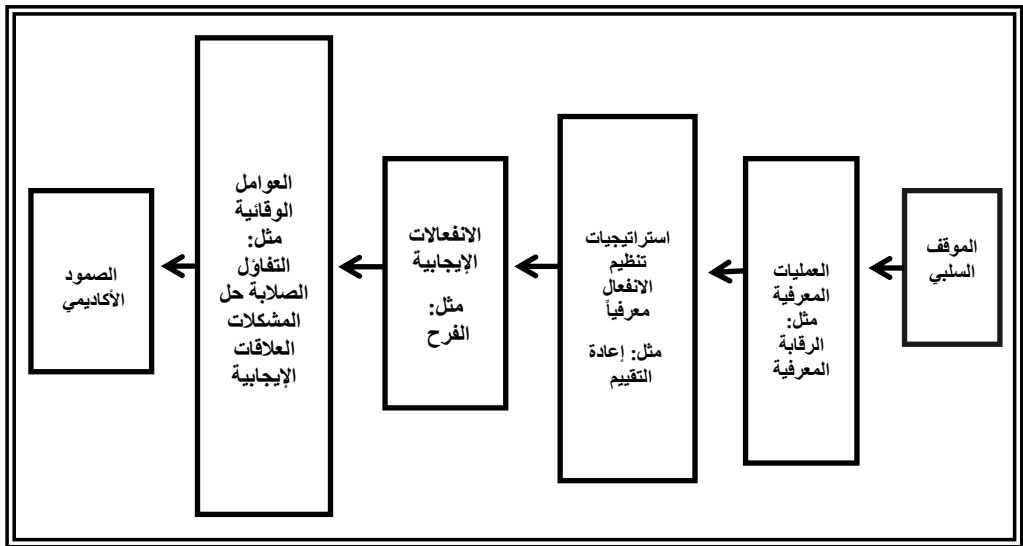 الموقف
السلبي
العمليات
المعرفية
مثل:
الرقابة
المعرفية
استراتيجيات
تنظيم
الانفعال
معرفياً
مثل: إعادة
التقييم
الانفعالات
الإيجابية
مثل:
الفرح
العوامل
الوقائية
مثل:
التفاؤل
الصلابة حل
المشكلات
العلاقات
الإيجابية
الصمود
الأكاديمي